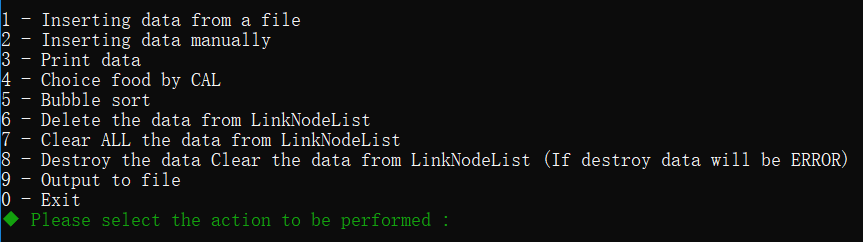 1 - Inserting data from a file
2 - Inserting data manually
3 - Print data
4 - Choice food by CAL
5 - Bubble sort
6 - Delete the data from LinkNodeList
7 - Clear ALL the data from LinkNodeList
8 - Destroy the data Clear the data from LinkNodeList (If destroy data will be ERROR)
9 - Output to file
0 - Exit
◆ Please select the action to be performed :